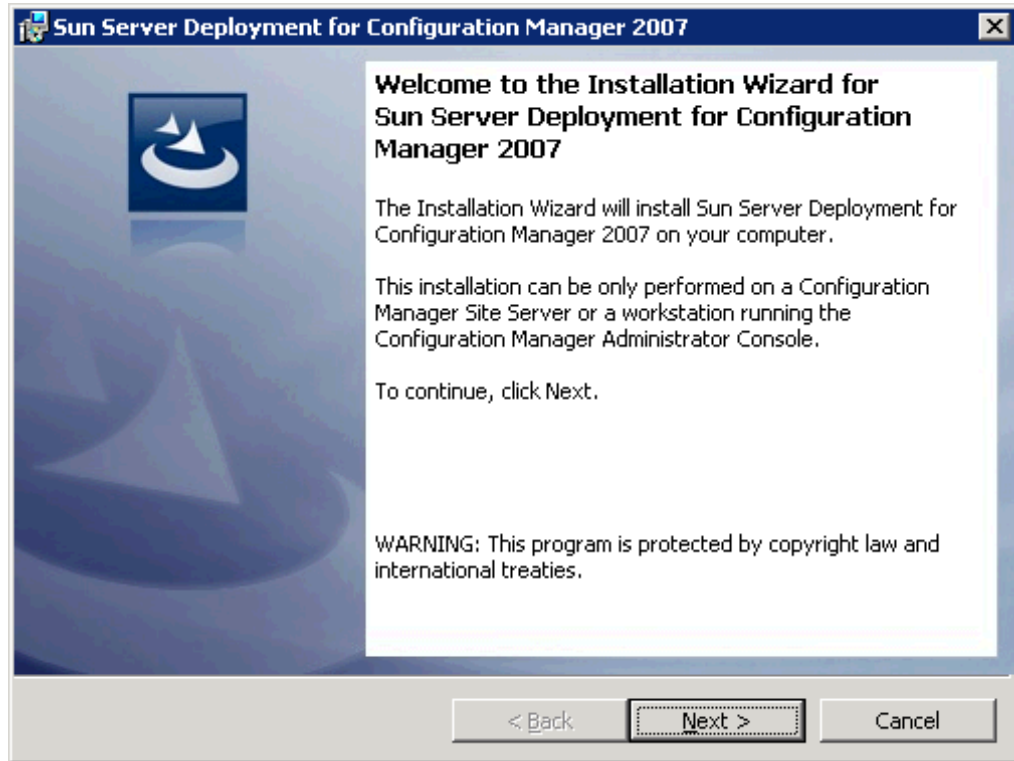 Sun Server Deployment for Configuration Manager 2007
Welcome to the Installation Wizard for
Sun Server Deployment for Configuration
Manager 2007
The Installation Wizard will install Sun Server Deployment for
Configuration Manager 2007 on your computer.
This installation can be only performed on a Configuration
Manager Site Server or a workstation running the
Configuration Manager Administrator Console.
To continue, click Next.
WARNING: This program is protected by copyright law and
international treaties.
< Back
Next >
Cancel